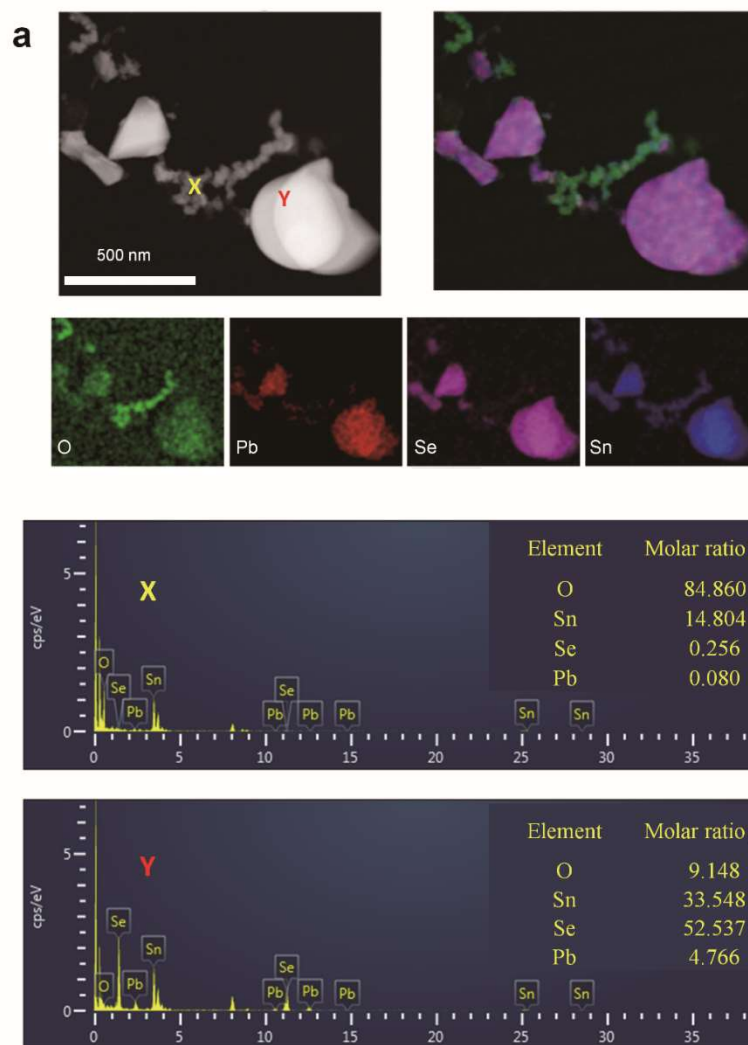 a
X
Y
500 nm
O
Pb
Se
Sn
cps/eV
5
0
X
O
Se
Pb
Sn
Se
Pb
Pb
Pb
Sn
Sn
0 5 10 15 20 25 30 35
Element Molar ratio
O 84.860
Sn 14.804
Se 0.256
Pb 0.080
cps/eV
5
0
Y
O
Se
Pb
Sn
Se
Pb
Pb
Pb
Sn
Sn
0 5 10 15 20 25 30 35
Element Molar ratio
O 9.148
Sn 33.548
Se 52.537
Pb 4.766